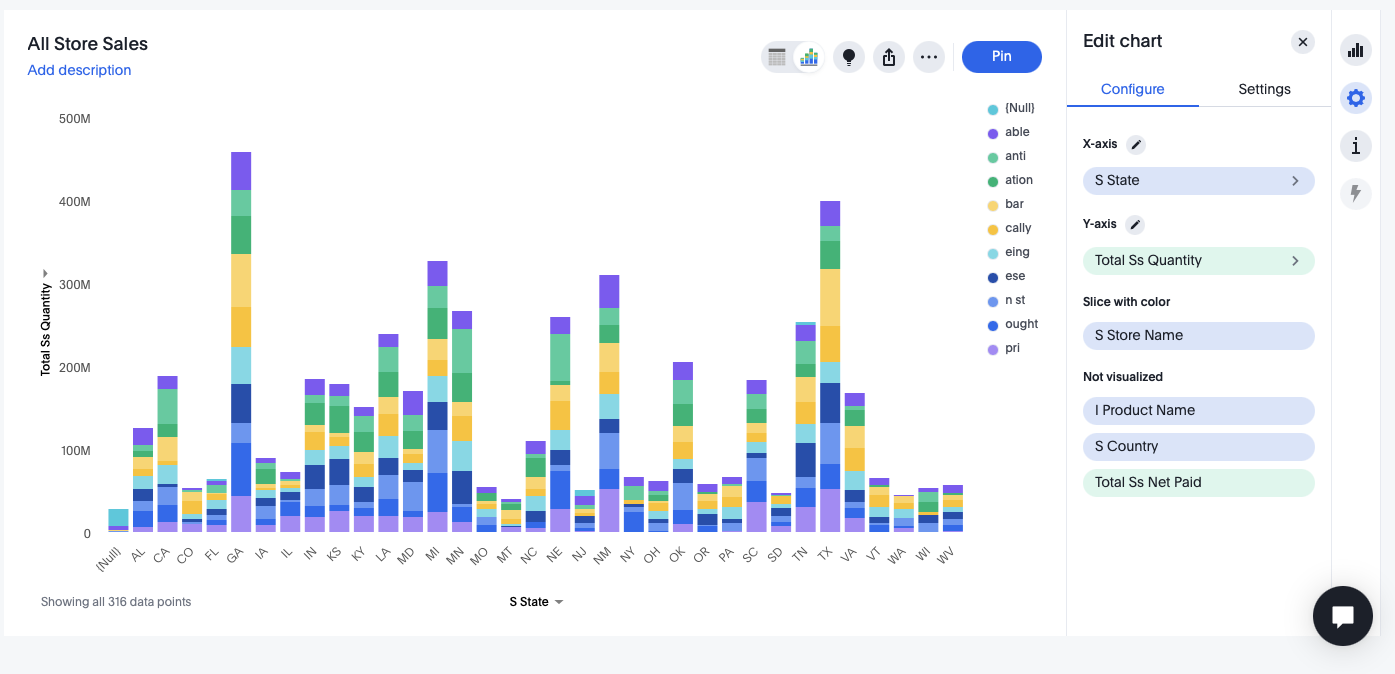 All Store Sales
Add description
Pin
500M
400M
300M
200M
100M
0
Total Ss Quantity
{Null}
AL
CA
CO
FL
GA
IA
IL
IN
KS
KY
LA
MD
MI
MN
MO
MT
NC
NE
NJ
NM
NY
OH
OK
OR
PA
SC
SD
TN
TX
VA
VT
WA
WI
WV
S State
Showing all 316 data points
{Null}
able
anti
ation
bar
cally
eing
ese
n st
ought
pri
Edit chart
Configure Settings
X-axis
S State
Y-axis
Total Ss Quantity
Slice with color
S Store Name
Not visualized
I Product Name
S Country
Total Ss Net Paid